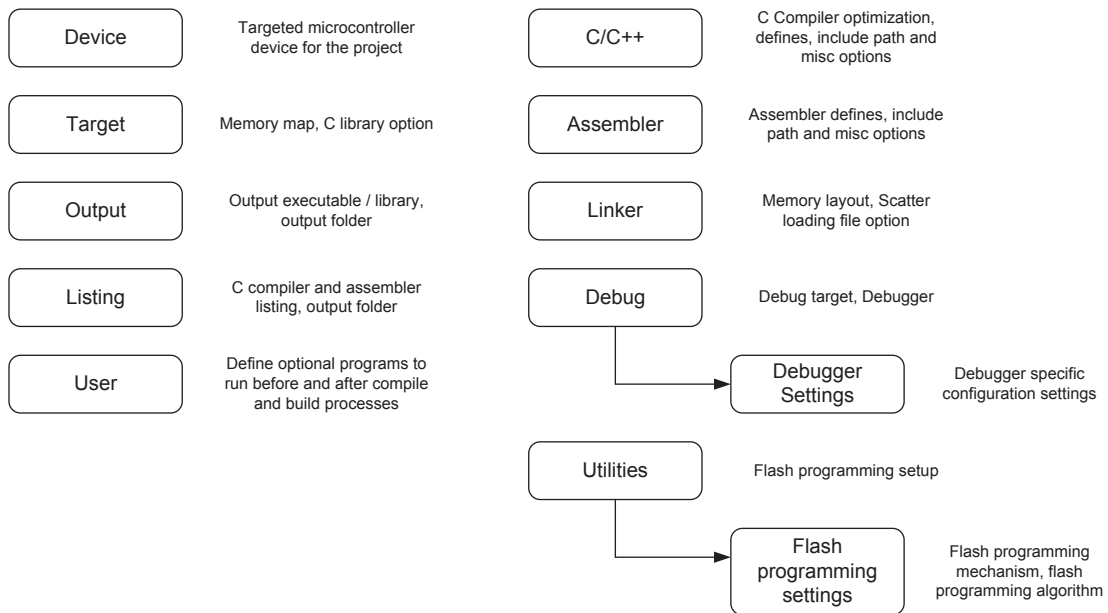 Device
Targeted microcontroller
device for the project
Target
Memory map, C library option
Output
Output executable / library,
output folder
Listing
C compiler and assembler
listing, output folder
User
Define optional programs to
run before and after compile
and build processes
C/C++
C Compiler optimization,
defines, include path and
misc options
Assembler
Assembler defines, include
path and misc options
Linker
Memory layout, Scatter
loading file option
Debug
Debug target, Debugger
Debugger
Settings
Debugger specific
configuration settings
Utilities
Flash programming setup
Flash
programming
settings
Flash programming
mechanism, flash
programming algorithm